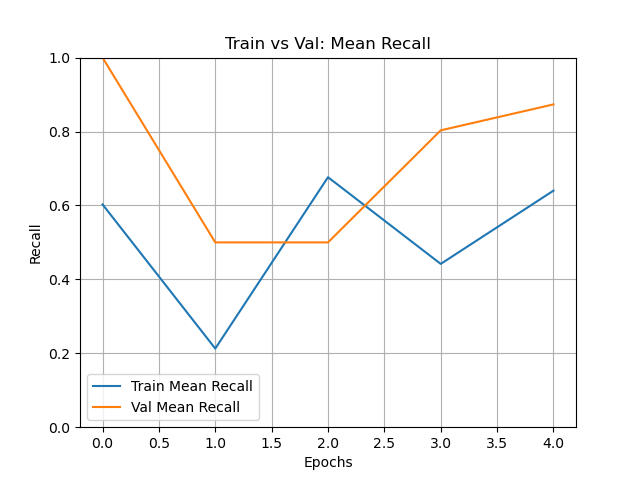 Train vs Val: Mean Recall
1.0
0.8
0.6
0.4
0.2
0.0
Recall
Train Mean Recall
Val Mean Recall
0.0 0.5 1.0 1.5 2.0 2.5 3.0 3.5 4.0
Epochs